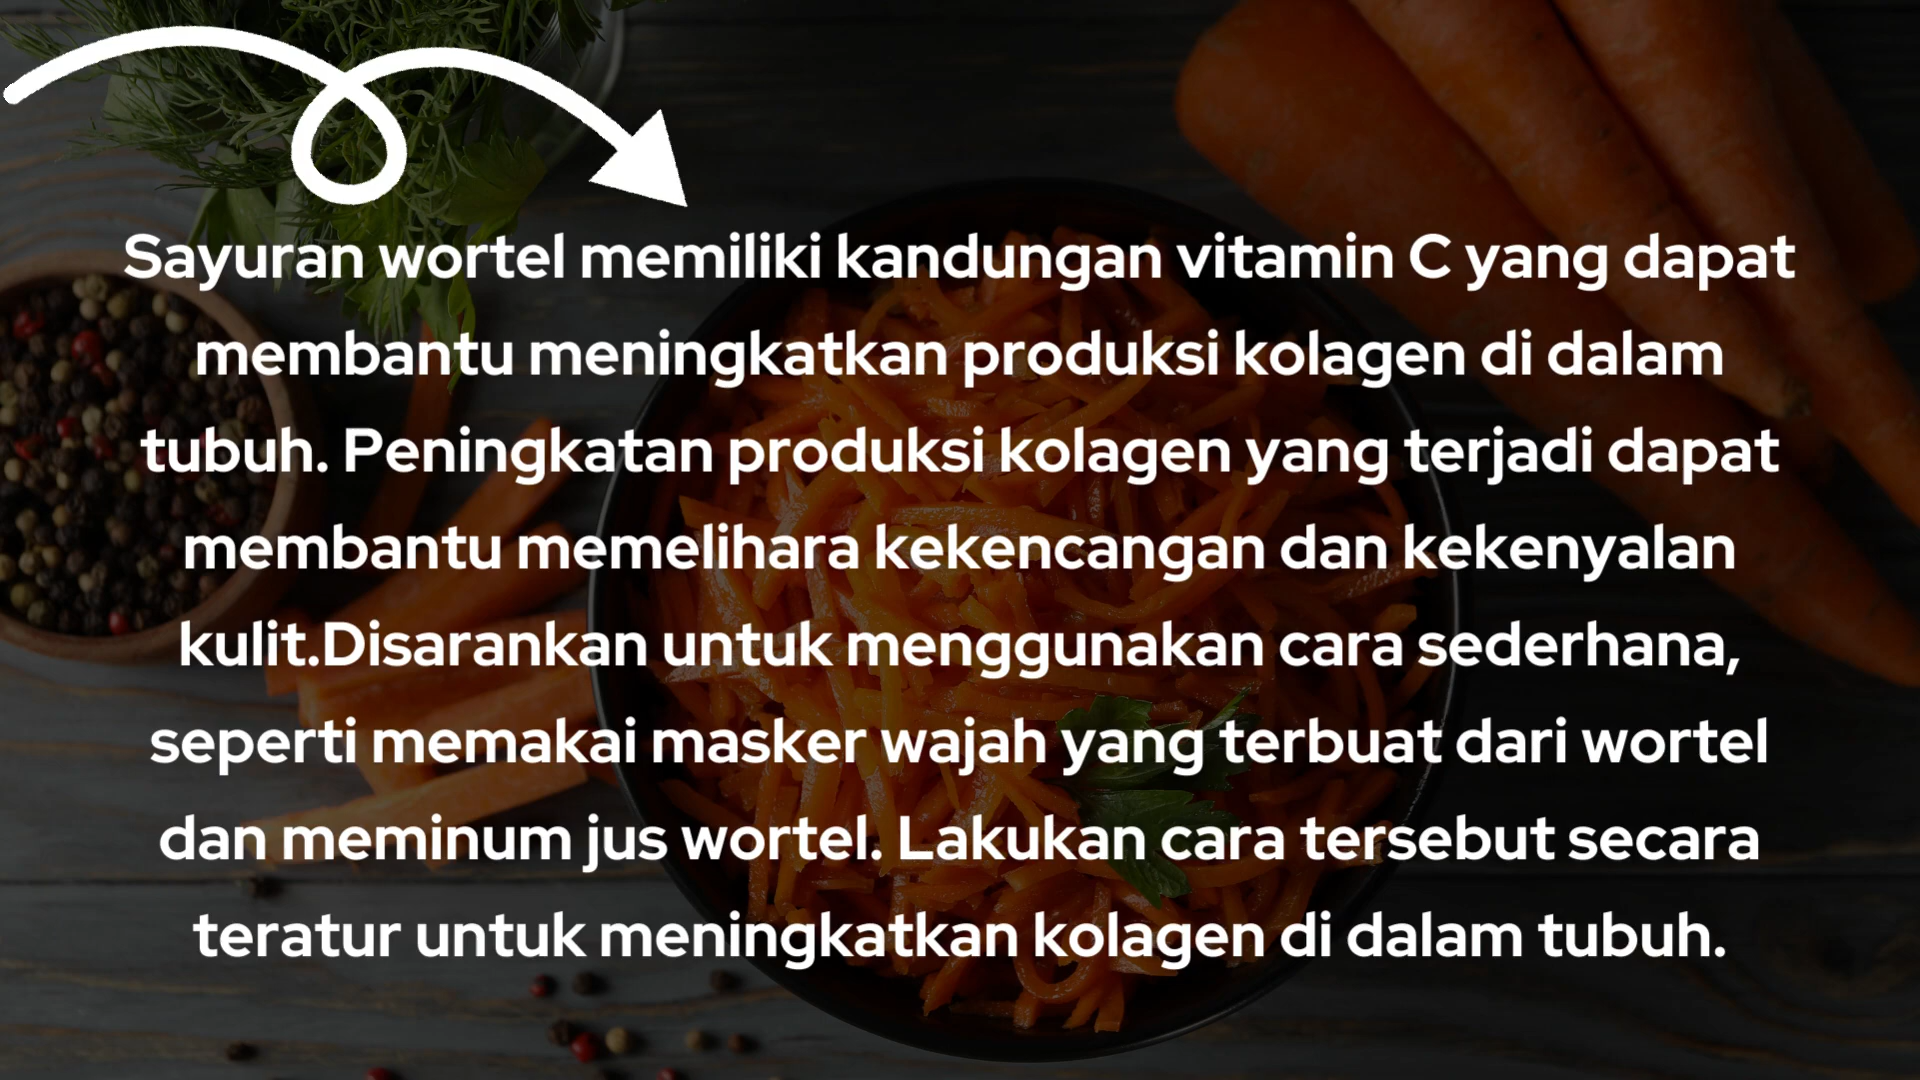 Sayuran wortel memiliki kandungan vitamin C yang dapat
membantu meningkatkan produksi kolagen di dalam
tubuh. Peningkatan produksi kolagen yang terjadi dapat
membantu memelihara kekencangan dan kekenyalan
kulit.Disarankan untuk menggunakan cara sederhana,
seperti memakai masker wajah yang terbuat dari wortel
dan meminum jus wortel. Lakukan cara tersebut secara
teratur untuk meningkatkan kolagen di dalam tubuh.